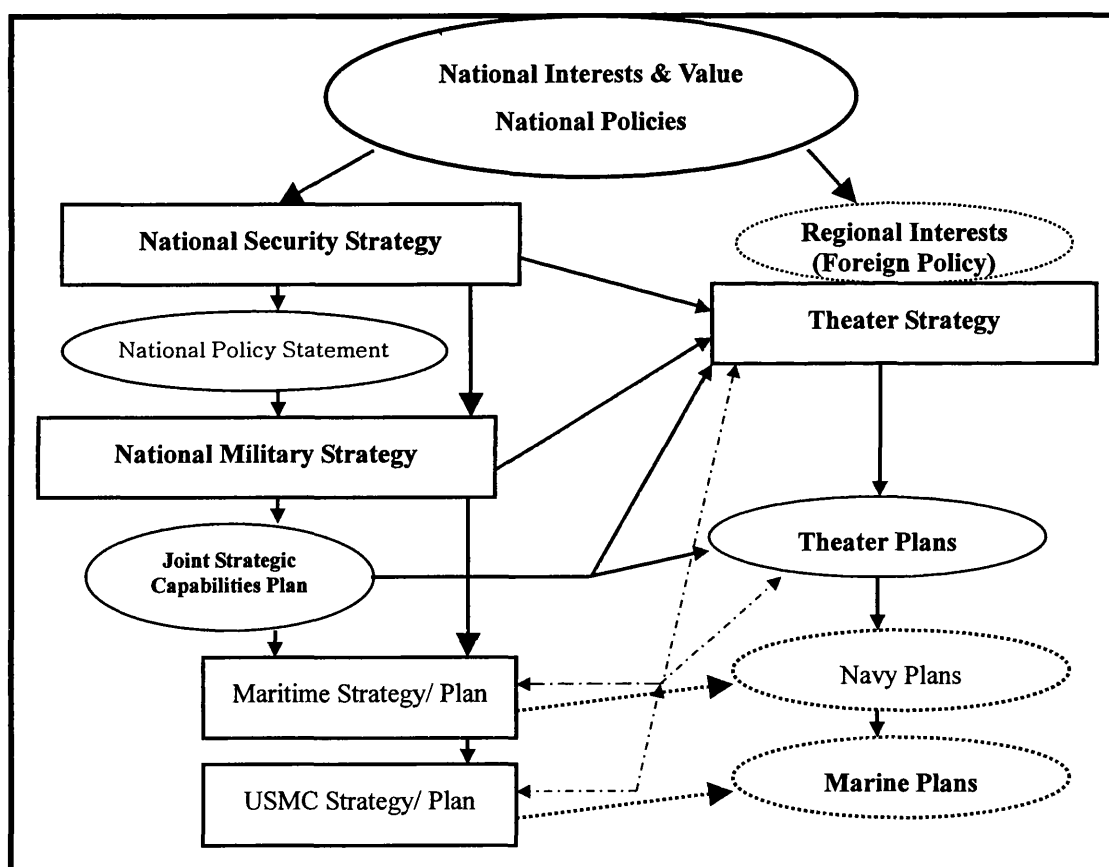 National Interests & Value
National Policies
National Security Strategy
Regional Interests
(Foreign Policy)
Theater Strategy
National Policy Statement
National Military Strategy
Joint Strategic
Capabilities Plan
Theater Plans
Maritime Strategy/ Plan
Navy Plans
USMC Strategy/ Plan
Marine Plans